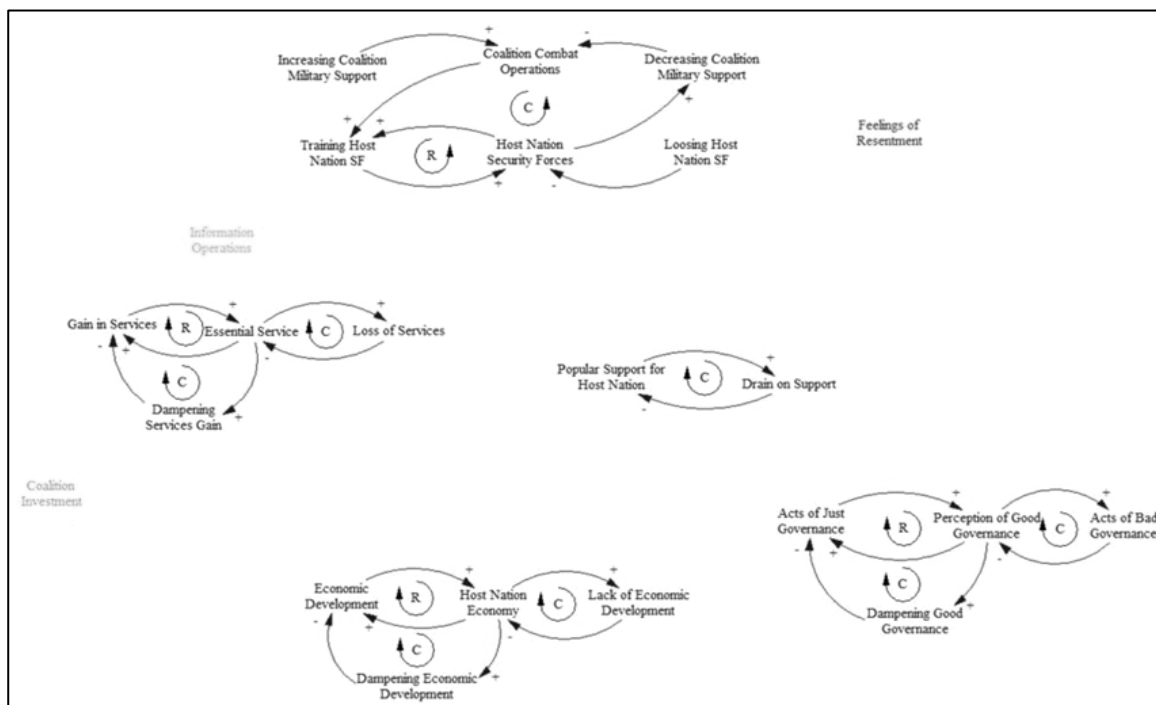 Increasing Coalition
Military Support
+
Coalition Combat
Operations
-
Decreasing Coalition
Military Support
+
C
Feelings of
Resentment
+
+
Training Host
Nation SF
R
Host Nation
Security Forces
+
-
Loosing Host
Nation SF
Information
Operations
Gain in Services
+
R
Essential Service
+
C
Loss of Services
-
+
-
C
Dampening
Services Gain
+
Popular Support for
Host Nation
C
+
Drain on Support
-
Coalition
Investment
Acts of Just
Governance
R
+
Perception of Good
Governance
C
+
Acts of Bad
Governance
-
+
-
C
Dampening Good
Governance
+
Economic
Development
R
+
Host Nation
Economy
C
+
Lack of Economic
Development
-
+
-
C
Dampening Economic
Development
+